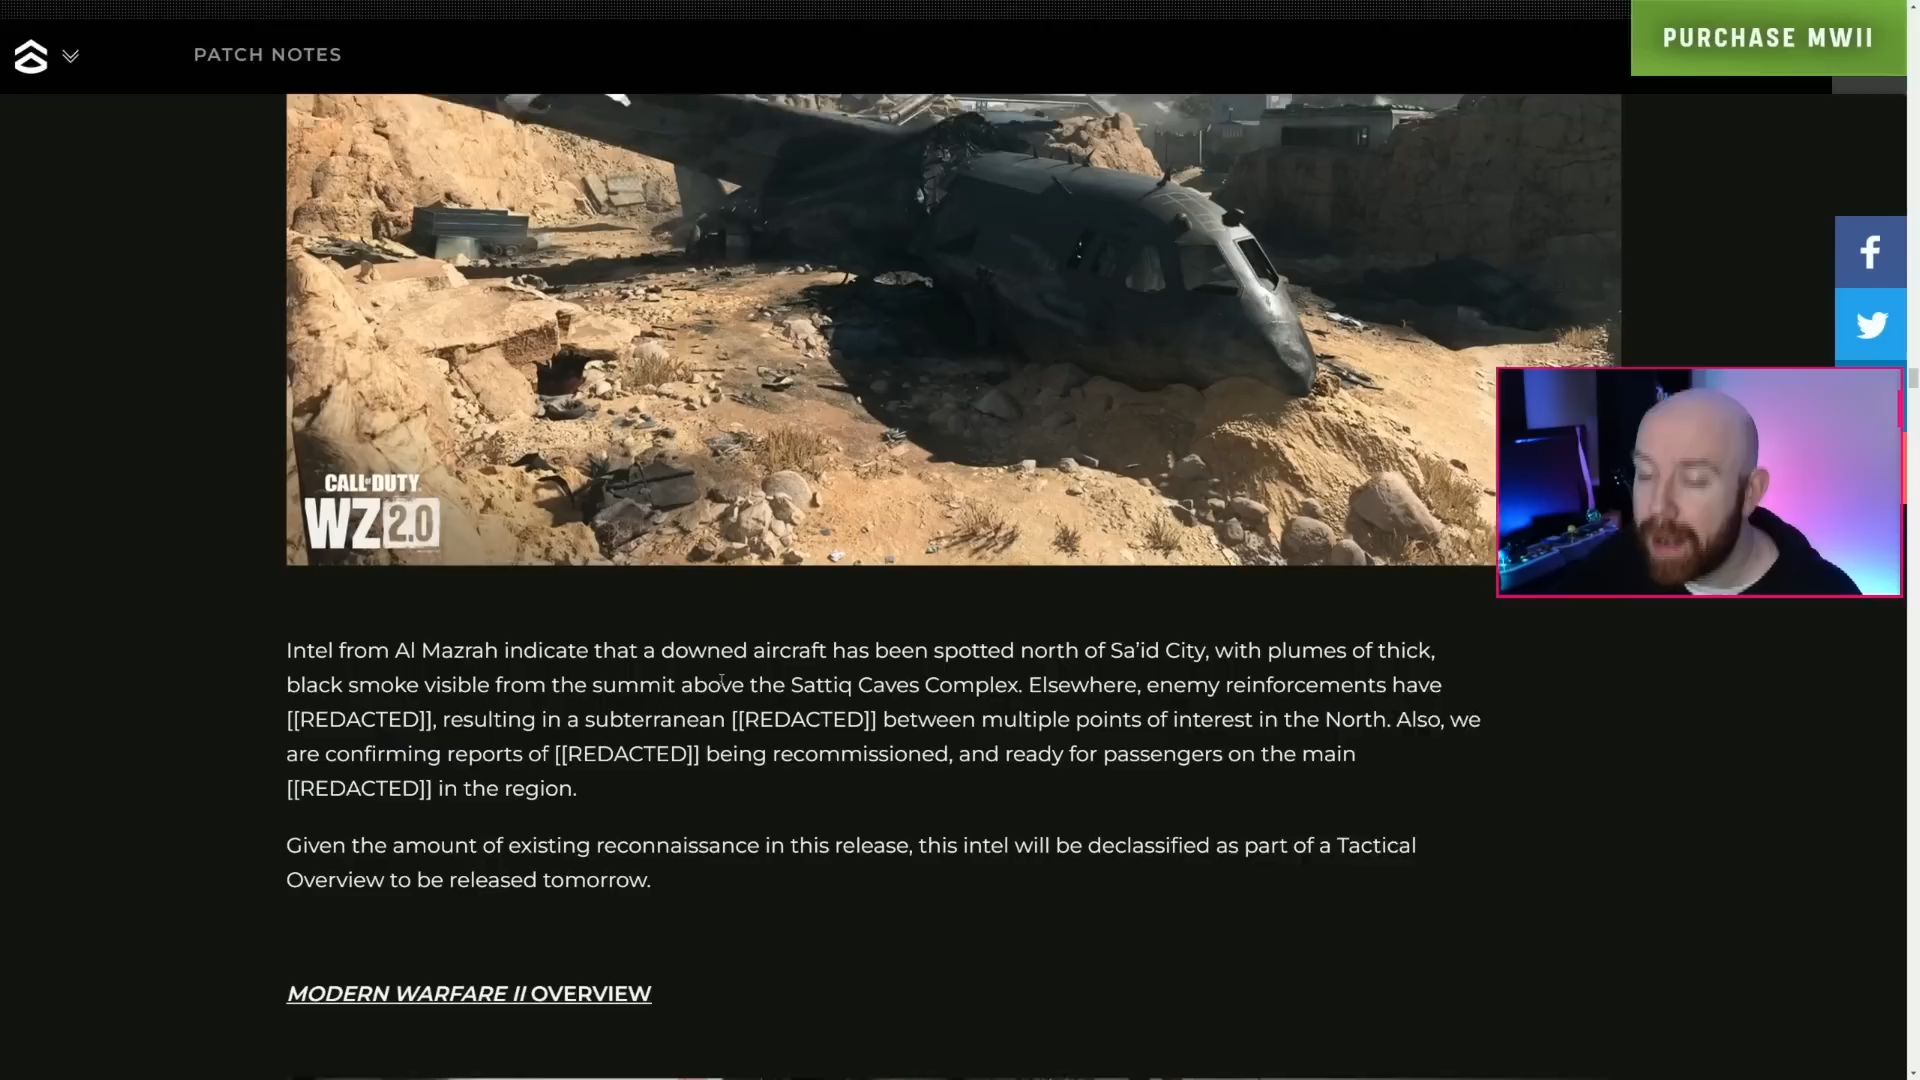 PATCH NOTES
PURCHASE MWII
CALL OF DUTY
WZ 2.0
Intel from Al Mazrah indicate that a downed aircraft has been spotted north of Sa’id City, with plumes of thick,
black smoke visible from the summit above the Sattiq Caves Complex. Elsewhere, enemy reinforcements have
[[REDACTED]], resulting in a subterranean [[REDACTED]] between multiple points of interest in the North. Also, we
are confirming reports of [[REDACTED]] being recommissioned, and ready for passengers on the main
[[REDACTED]] in the region.
Given the amount of existing reconnaissance in this release, this intel will be declassified as part of a Tactical
Overview to be released tomorrow.
MODERN WARFARE II OVERVIEW